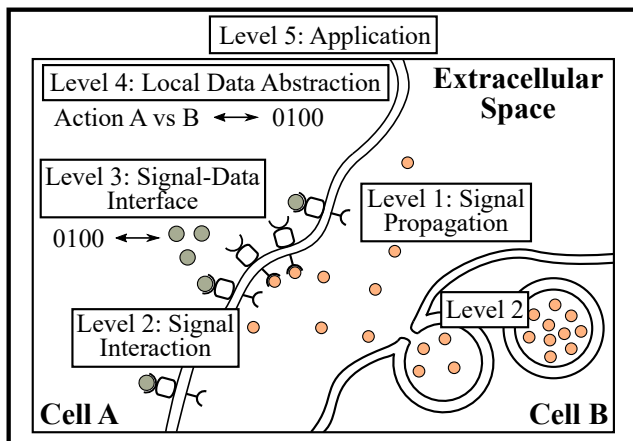 Level 5: Application
Level 4: Local Data Abstraction
Action A vs B ↔ 0100
Extracellular
Space
Level 3: Signal-Data
Interface
0100 ↔
Level 1: Signal
Propagation
Level 2: Signal
Interaction
Level 2
Cell A
Cell B